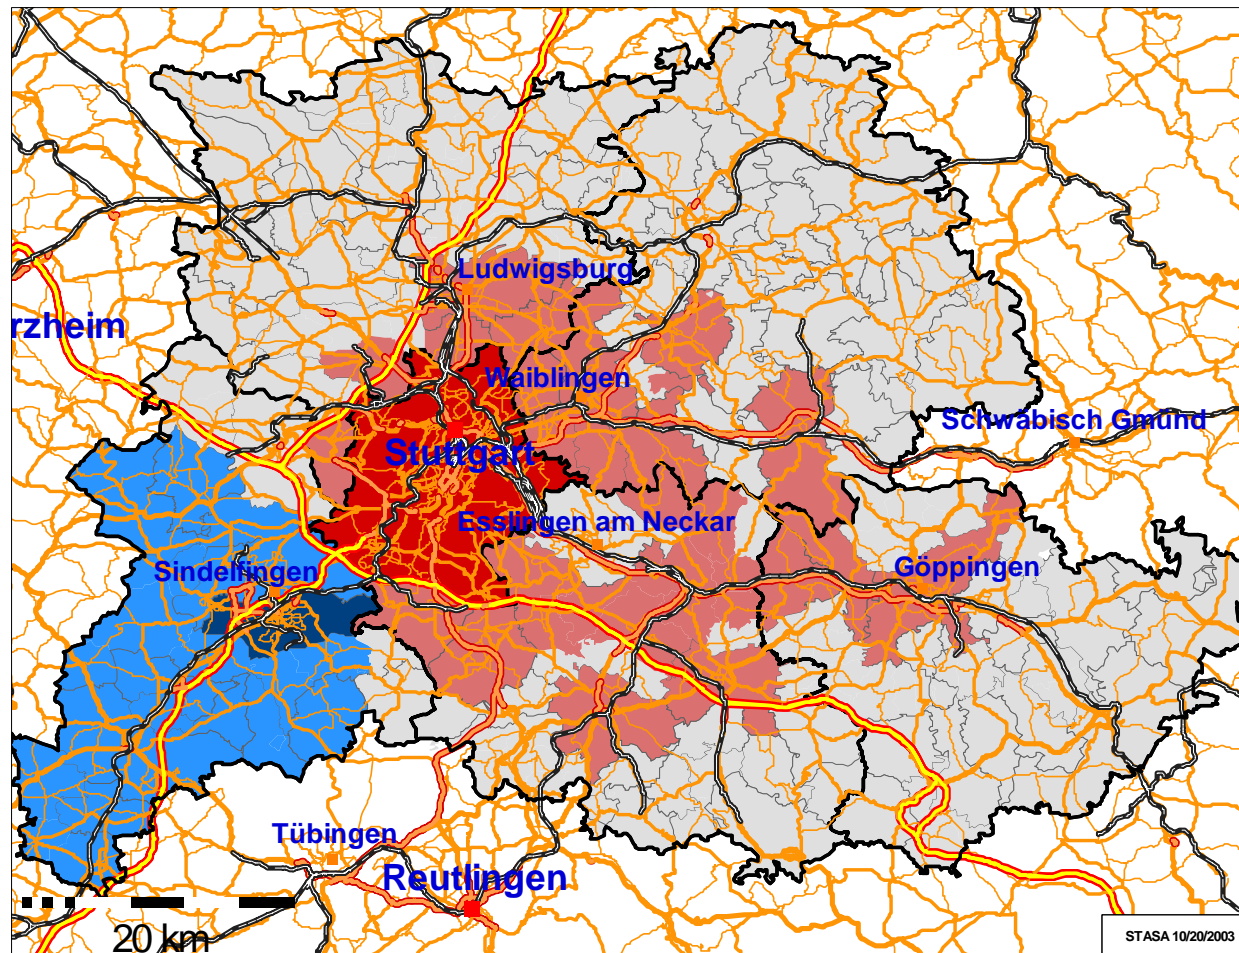 Ludwigsburg
rzheim
Waiblingen
Schwäbisch Gmünd
Stuttgart
Esslingen am Neckar
Sindelfingen
Göppingen
Tübingen
Reutlingen
20 km
STASA 10/20/2003